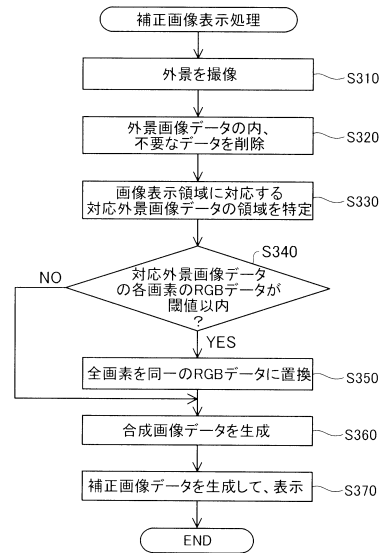 補正画像表示処理
外景を撮像
S310
外景画像データの内、
不要なデータを削除
S320
画像表示領域に対応する
対応外景画像データの領域を特定
S330
S340
対応外景画像データ
の各画素のRGBデータが
閾値以内
?
NO
YES
全画素を同一のRGBデータに置換
S350
合成画像データを生成
S360
補正画像データを生成して、表示
S370
END